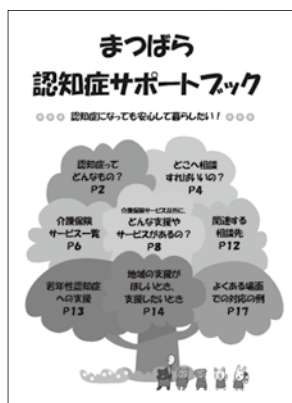 まつばら
認知症サポートブック
認知症になっても安心して暮らしたい！
認知症って
どんなもの？
P2
どこへ相談
すればいいの？
P4
介護保険
サービス一覧
P6
介護保険サービス以外に、
どんな支援や
サービスがあるの？
P8
関連する
相談先
P12
若年性認知症
への支援
P13
地域の支援が
ほしいとき、
支援したいとき
P14
よくある場面
での対応の例
P17